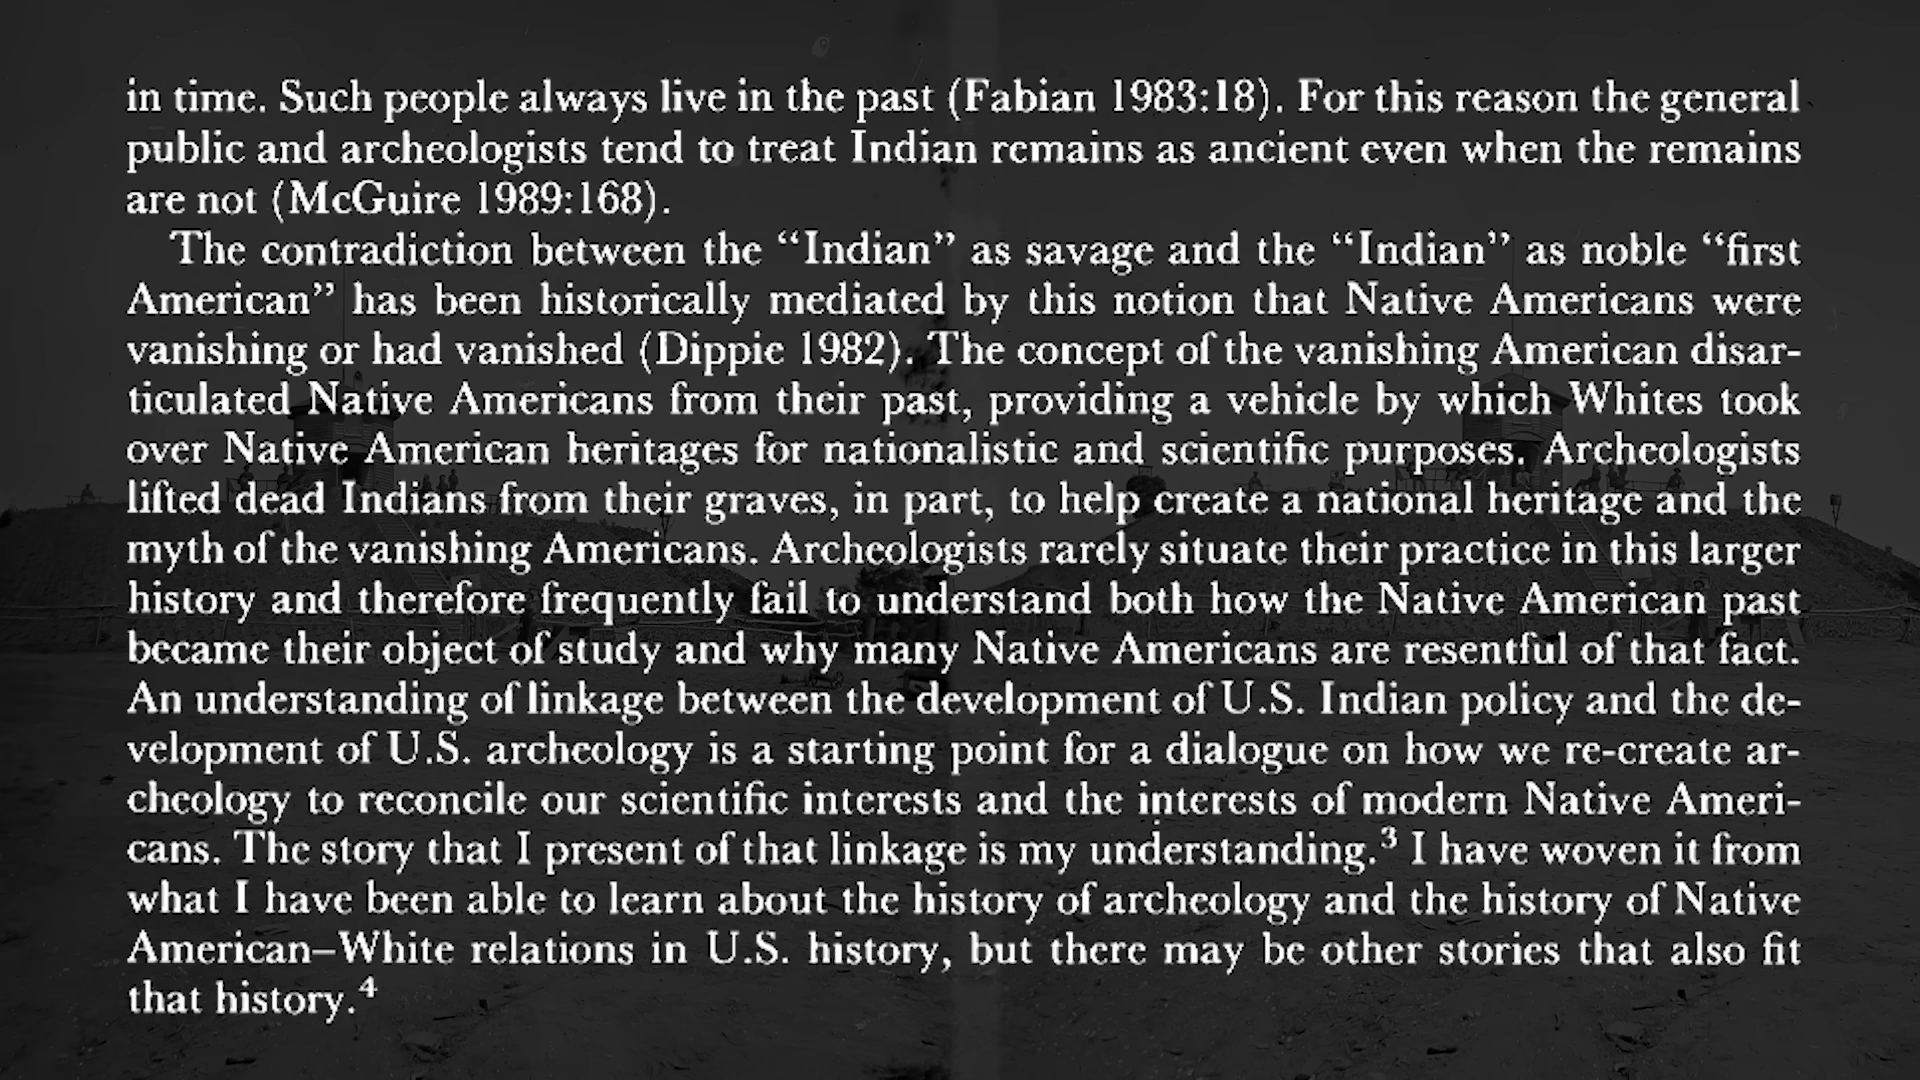 in time. Such people always live in the past (Fabian 1983:18). For this reason the general
public and archeologists tend to treat Indian remains as ancient even when the remains
are not (McGuire 1989:168).
The contradiction between the “Indian” as savage and the “Indian” as noble “first
American” has been historically mediated by this notion that Native Americans were
vanishing or had vanished (Dippie 1982). The concept of the vanishing American disar-
ticulated Native Americans from their past, providing a vehicle by which Whites took
over Native American heritages for nationalistic and scientific purposes. Archeologists
lifted dead Indians from their graves, in part, to help create a national heritage and the
myth of the vanishing Americans. Archeologists rarely situate their practice in this larger
history and therefore frequently fail to understand both how the Native American past
became their object of study and why many Native Americans are resentful of that fact.
An understanding of linkage between the development of U.S. Indian policy and the de-
velopment of U.S. archeology is a starting point for a dialogue on how we re-create ar-
cheology to reconcile our scientific interests and the interests of modern Native Ameri-
cans. The story that I present of that linkage is my understanding.³ I have woven it from
what I have been able to learn about the history of archeology and the history of Native
American–White relations in U.S. history, but there may be other stories that also fit
that history.⁴